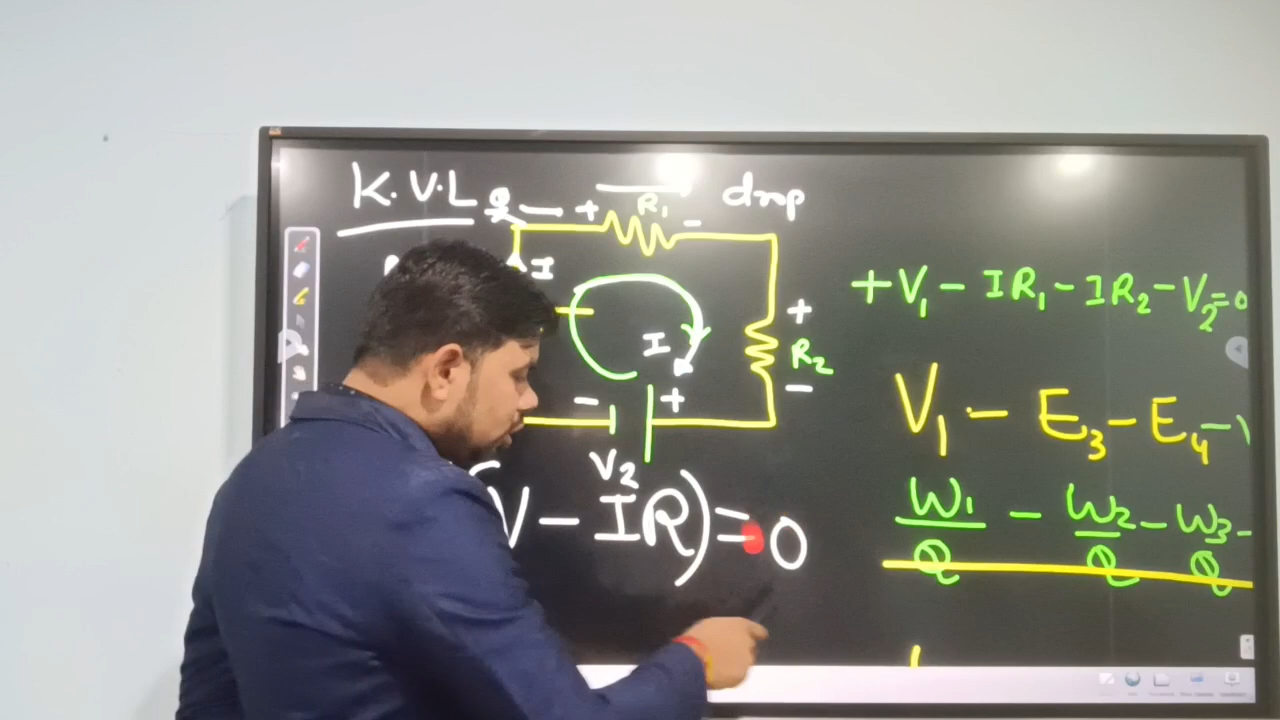 K.V.L
drop
+ R₁ -
I
+
R₂
-
I
- +
V₂
V - IR) = 0
+V₁ - IR₁ - IR₂ - V₂ = 0
V₁ - E₃ - E₄ -
W₁/Q - W₂/Q - W₃/Q -